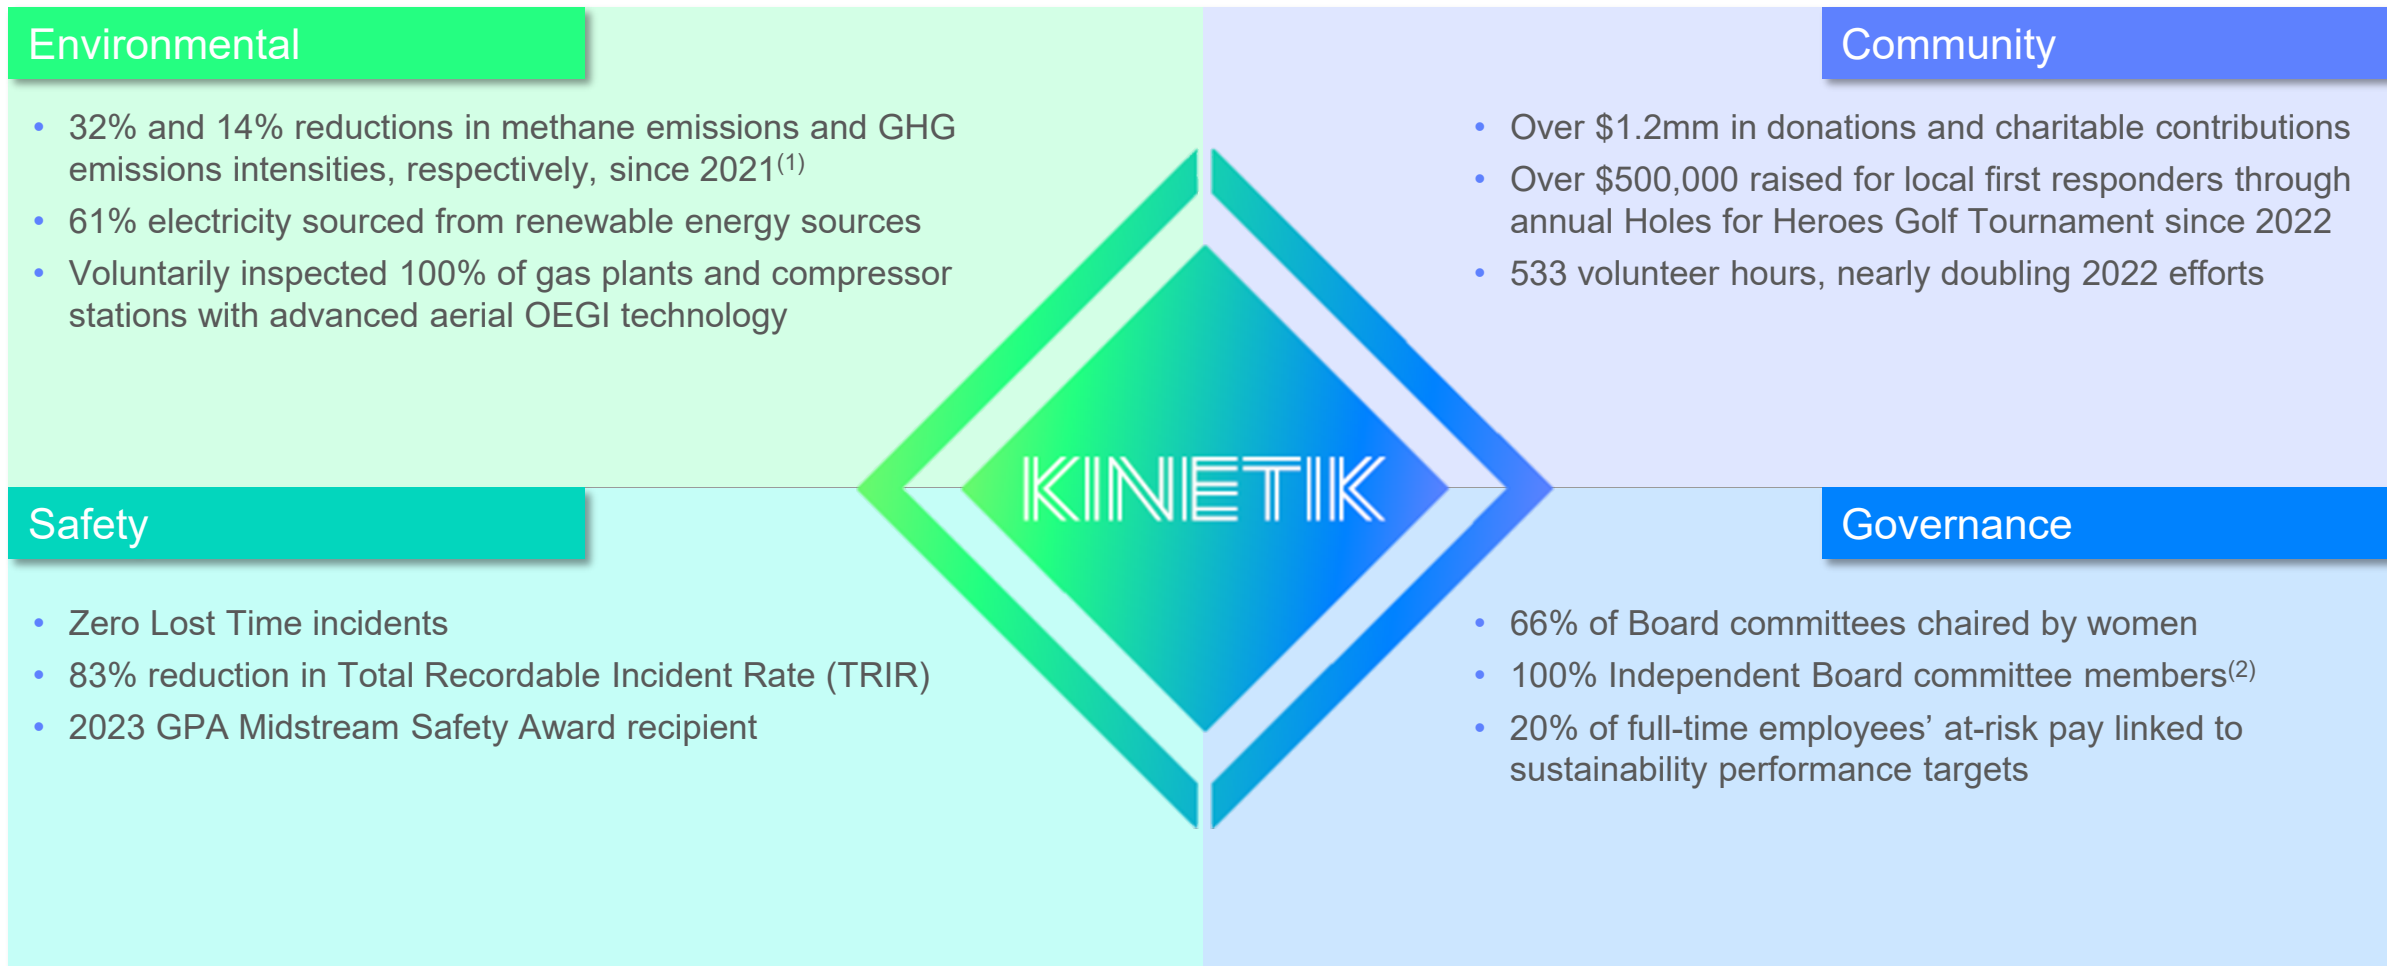 Environmental
• 32% and 14% reductions in methane emissions and GHG
emissions intensities, respectively, since 2021(1)
• 61% electricity sourced from renewable energy sources
• Voluntarily inspected 100% of gas plants and compressor
stations with advanced aerial OEGI technology
Community
• Over $1.2mm in donations and charitable contributions
• Over $500,000 raised for local first responders through
annual Holes for Heroes Golf Tournament since 2022
• 533 volunteer hours, nearly doubling 2022 efforts
KINETIK
Safety
• Zero Lost Time incidents
• 83% reduction in Total Recordable Incident Rate (TRIR)
• 2023 GPA Midstream Safety Award recipient
Governance
• 66% of Board committees chaired by women
• 100% Independent Board committee members(2)
• 20% of full-time employees’ at-risk pay linked to
sustainability performance targets